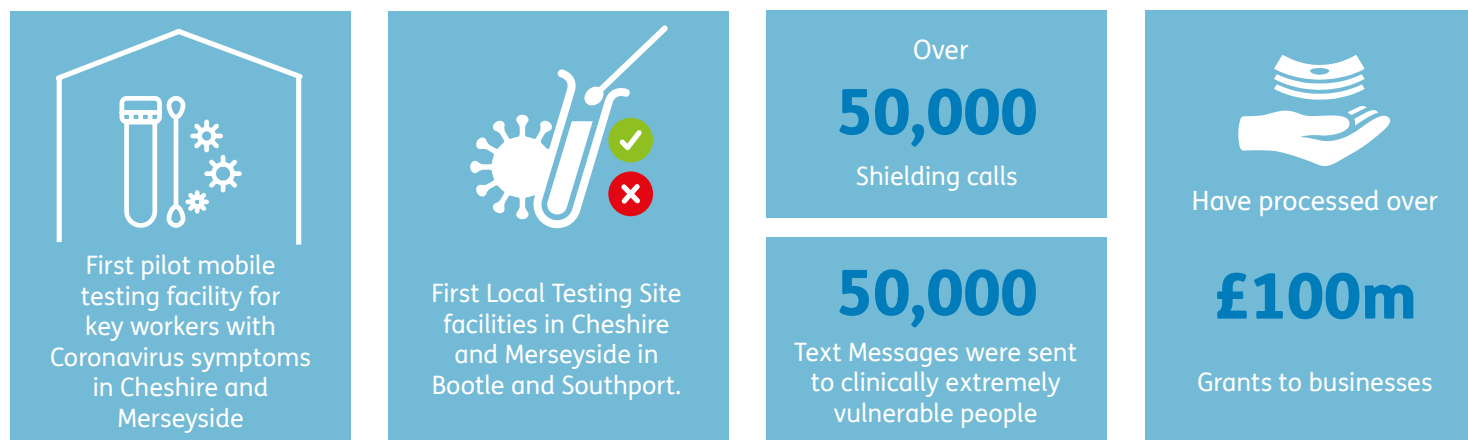 First pilot mobile
testing facility for
key workers with
Coronavirus symptoms
in Cheshire and
Merseyside
First Local Testing Site
facilities in Cheshire
and Merseyside in
Bootle and Southport.
Over
50,000
Shielding calls
50,000
Text Messages were sent
to clinically extremely
vulnerable people
Have processed over
£100m
Grants to businesses